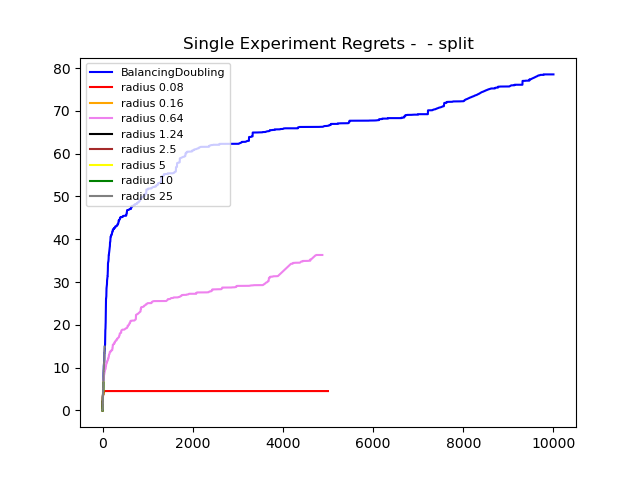 Single Experiment Regrets -  - split
BalancingDoubling
radius 0.08
radius 0.16
radius 0.64
radius 1.24
radius 2.5
radius 5
radius 10
radius 25
80
70
60
50
40
30
20
10
0
0 2000 4000 6000 8000 10000